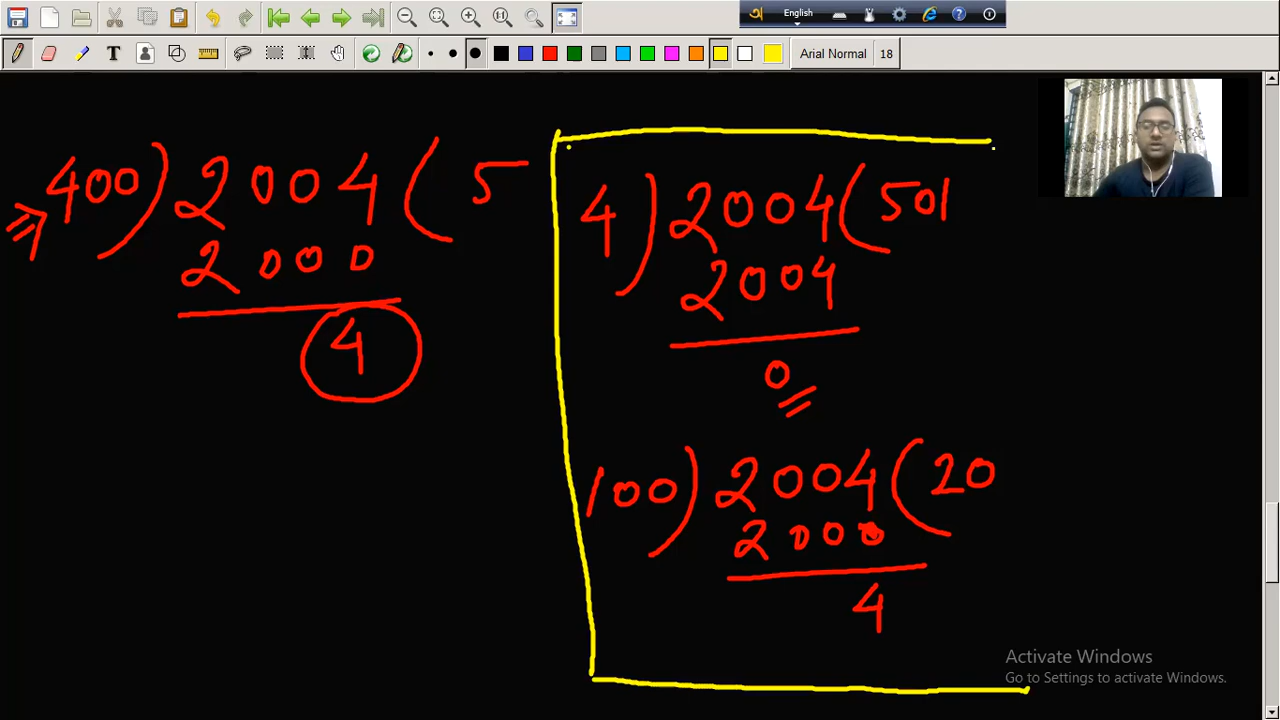 English
T
Arial Normal 18
400) 2004 ( 5
2000
4
4) 2004 ( 501
2004
0
100) 2004 ( 20
2000
4
Activate Windows
Go to Settings to activate Windows.